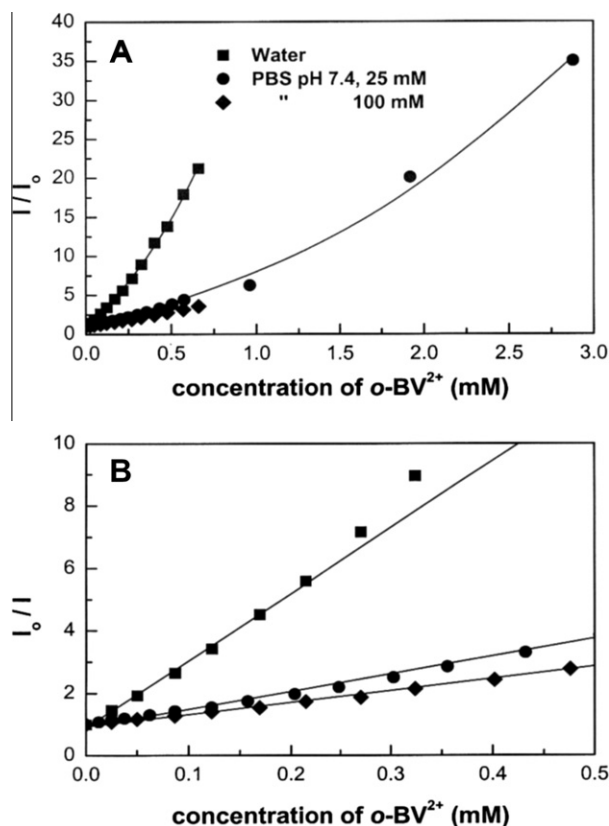 A
Water
PBS pH 7.4, 25 mM
" 100 mM
40
35
30
25
20
15
10
5
0
I / Iₒ
0.0 0.5 1.0 1.5 2.0 2.5 3.0
concentration of o-BV²⁺ (mM)
B
10
8
6
4
2
0
Iₒ / I
0.0 0.1 0.2 0.3 0.4 0.5
concentration of o-BV²⁺ (mM)